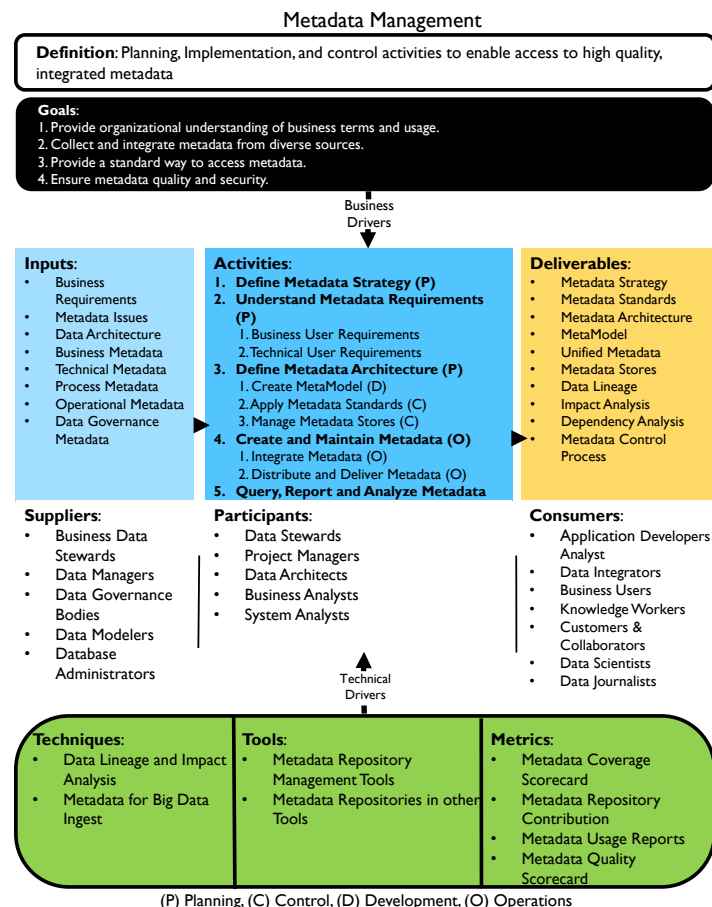 Metadata Management
Definition: Planning, Implementation, and control activities to enable access to high quality,
integrated metadata
Goals:
1. Provide organizational understanding of business terms and usage.
2. Collect and integrate metadata from diverse sources.
3. Provide a standard way to access metadata.
4. Ensure metadata quality and security.
Business
Drivers
Inputs:
• Business
Requirements
• Metadata Issues
• Data Architecture
• Business Metadata
• Technical Metadata
• Process Metadata
• Operational Metadata
• Data Governance
Metadata
Activities:
1. Define Metadata Strategy (P)
2. Understand Metadata Requirements
(P)
1. Business User Requirements
2. Technical User Requirements
3. Define Metadata Architecture (P)
1. Create MetaModel (D)
2. Apply Metadata Standards (C)
3. Manage Metadata Stores (C)
4. Create and Maintain Metadata (O)
1. Integrate Metadata (O)
2. Distribute and Deliver Metadata (O)
5. Query, Report and Analyze Metadata
Deliverables:
• Metadata Strategy
• Metadata Standards
• Metadata Architecture
• MetaModel
• Unified Metadata
• Metadata Stores
• Data Lineage
• Impact Analysis
• Dependency Analysis
• Metadata Control
Process
Suppliers:
• Business Data
Stewards
• Data Managers
• Data Governance
Bodies
• Data Modelers
• Database
Administrators
Participants:
• Data Stewards
• Project Managers
• Data Architects
• Business Analysts
• System Analysts
Consumers:
• Application Developers
Analyst
• Data Integrators
• Business Users
• Knowledge Workers
• Customers &
Collaborators
• Data Scientists
• Data Journalists
Technical
Drivers
Techniques:
• Data Lineage and Impact
Analysis
• Metadata for Big Data
Ingest
Tools:
• Metadata Repository
Management Tools
• Metadata Repositories in other
Tools
Metrics:
• Metadata Coverage
Scorecard
• Metadata Repository
Contribution
• Metadata Usage Reports
• Metadata Quality
Scorecard
(P) Planning, (C) Control, (D) Development, (O) Operations